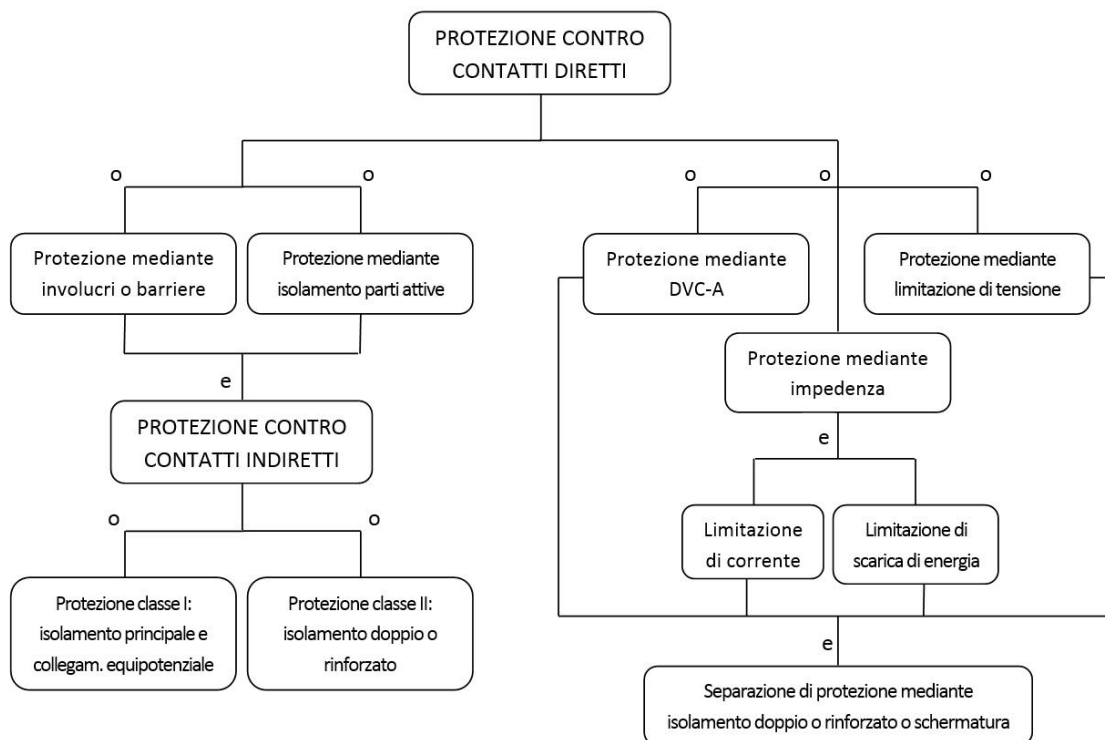 PROTEZIONE CONTRO
CONTATTI DIRETTI
o
o
o
o
o
Protezione mediante
involucri o barriere
Protezione mediante
isolamento parti attive
Protezione mediante
DVC-A
Protezione mediante
limitazione di tensione
Protezione mediante
impedenza
e
PROTEZIONE CONTRO
CONTATTI INDIRETTI
e
Limitazione
di corrente
Limitazione di
scarica di energia
o
o
Protezione classe I:
isolamento principale e
collegam. equipotenziale
Protezione classe II:
isolamento doppio o
rinforzato
e
Separazione di protezione mediante
isolamento doppio o rinforzato o schermatura